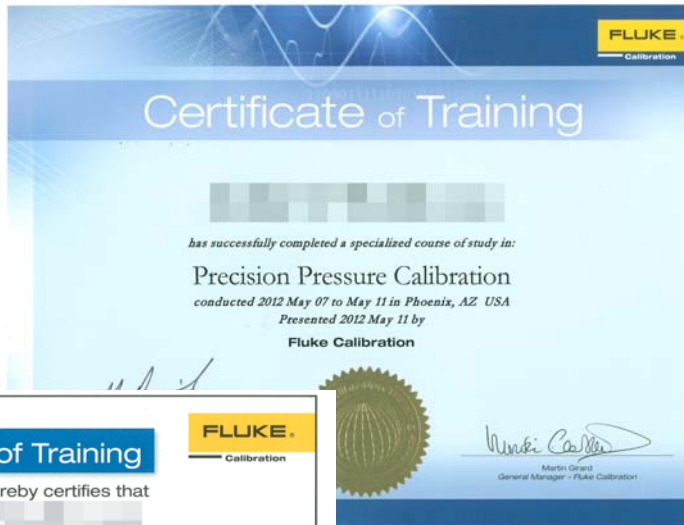 FLUKE®
Calibration
Certificate of Training
has successfully completed a specialized course of study in:
Precision Pressure Calibration
conducted 2012 May 07 to May 11 in Phoenix, AZ USA
Presented 2012 May 11 by
Fluke Calibration
Martin Girard
General Manager - Fluke Calibration
FLUKE®
Calibration
of Training
reby certifies that